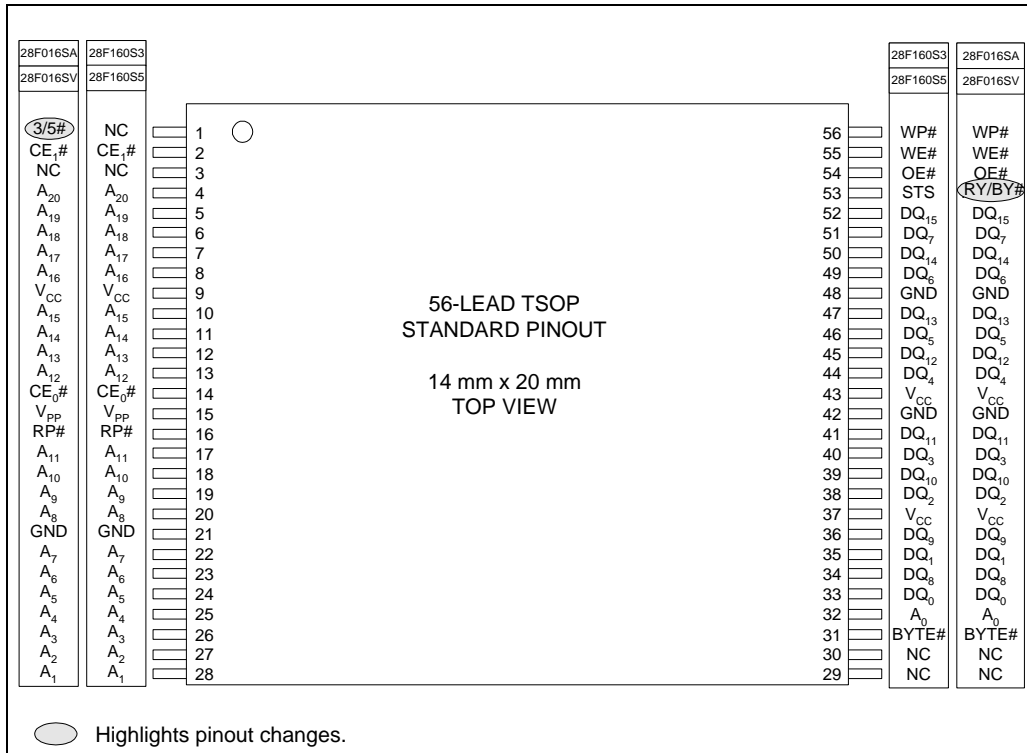 28F016SA 28F160S3 28F160S3 28F016SA
28F016SV 28F160S5 28F160S5 28F016SV
3/5# NC 1 56 WP# WP#
CE₁# CE₁# 2 55 WE# WE#
NC NC 3 54 OE# OE#
A₂₀ A₂₀ 4 53 STS RY/BY#
A₁₉ A₁₉ 5 52 DQ₁₅ DQ₁₅
A₁₈ A₁₈ 6 51 DQ₇ DQ₇
A₁₇ A₁₇ 7 50 DQ₁₄ DQ₁₄
A₁₆ A₁₆ 8 49 DQ₆ DQ₆
V_CC V_CC 9 48 GND GND
A₁₅ A₁₅ 10 47 DQ₁₃ DQ₁₃
A₁₄ A₁₄ 11 46 DQ₅ DQ₅
A₁₃ A₁₃ 12 45 DQ₁₂ DQ₁₂
A₁₂ A₁₂ 13 44 DQ₄ DQ₄
CE₀# CE₀# 14 43 V_CC V_CC
V_PP V_PP 15 42 GND GND
RP# RP# 16 41 DQ₁₁ DQ₁₁
A₁₁ A₁₁ 17 40 DQ₃ DQ₃
A₁₀ A₁₀ 18 39 DQ₁₀ DQ₁₀
A₉ A₉ 19 38 DQ₂ DQ₂
A₈ A₈ 20 37 V_CC V_CC
GND GND 21 36 DQ₉ DQ₉
A₇ A₇ 22 35 DQ₁ DQ₁
A₆ A₆ 23 34 DQ₈ DQ₈
A₅ A₅ 24 33 DQ₀ DQ₀
A₄ A₄ 25 32 A₀ A₀
A₃ A₃ 26 31 BYTE# BYTE#
A₂ A₂ 27 30 NC NC
A₁ A₁ 28 29 NC NC
56-LEAD TSOP
STANDARD PINOUT
14 mm x 20 mm
TOP VIEW
Highlights pinout changes.